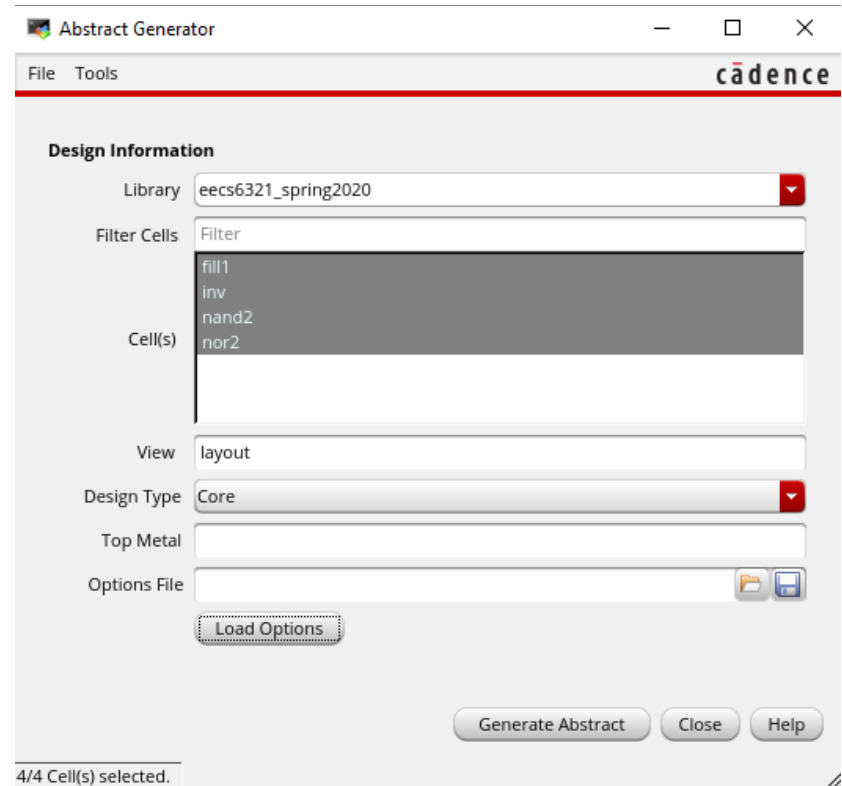 Abstract Generator
File Tools
cādence
Design Information
Library eecs6321_spring2020
Filter Cells Filter
Cell(s)
fill1
inv
nand2
nor2
View layout
Design Type Core
Top Metal
Options File
Load Options
Generate Abstract Close Help
4/4 Cell(s) selected.